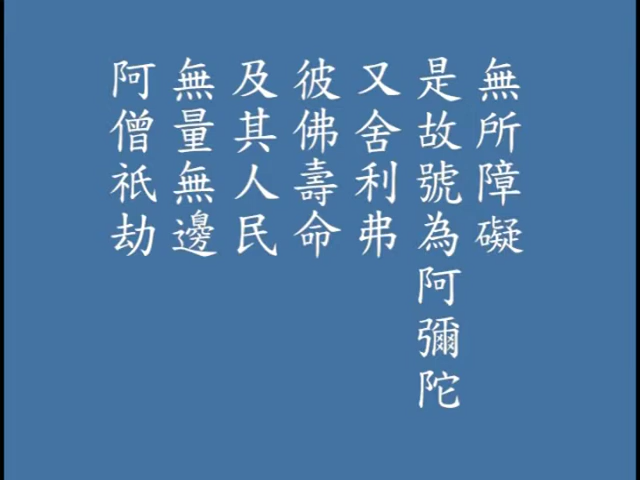 無所障礙
是故號為阿彌陀
又舍利弗
彼佛壽命
及其人民
無量無邊
阿僧祇劫